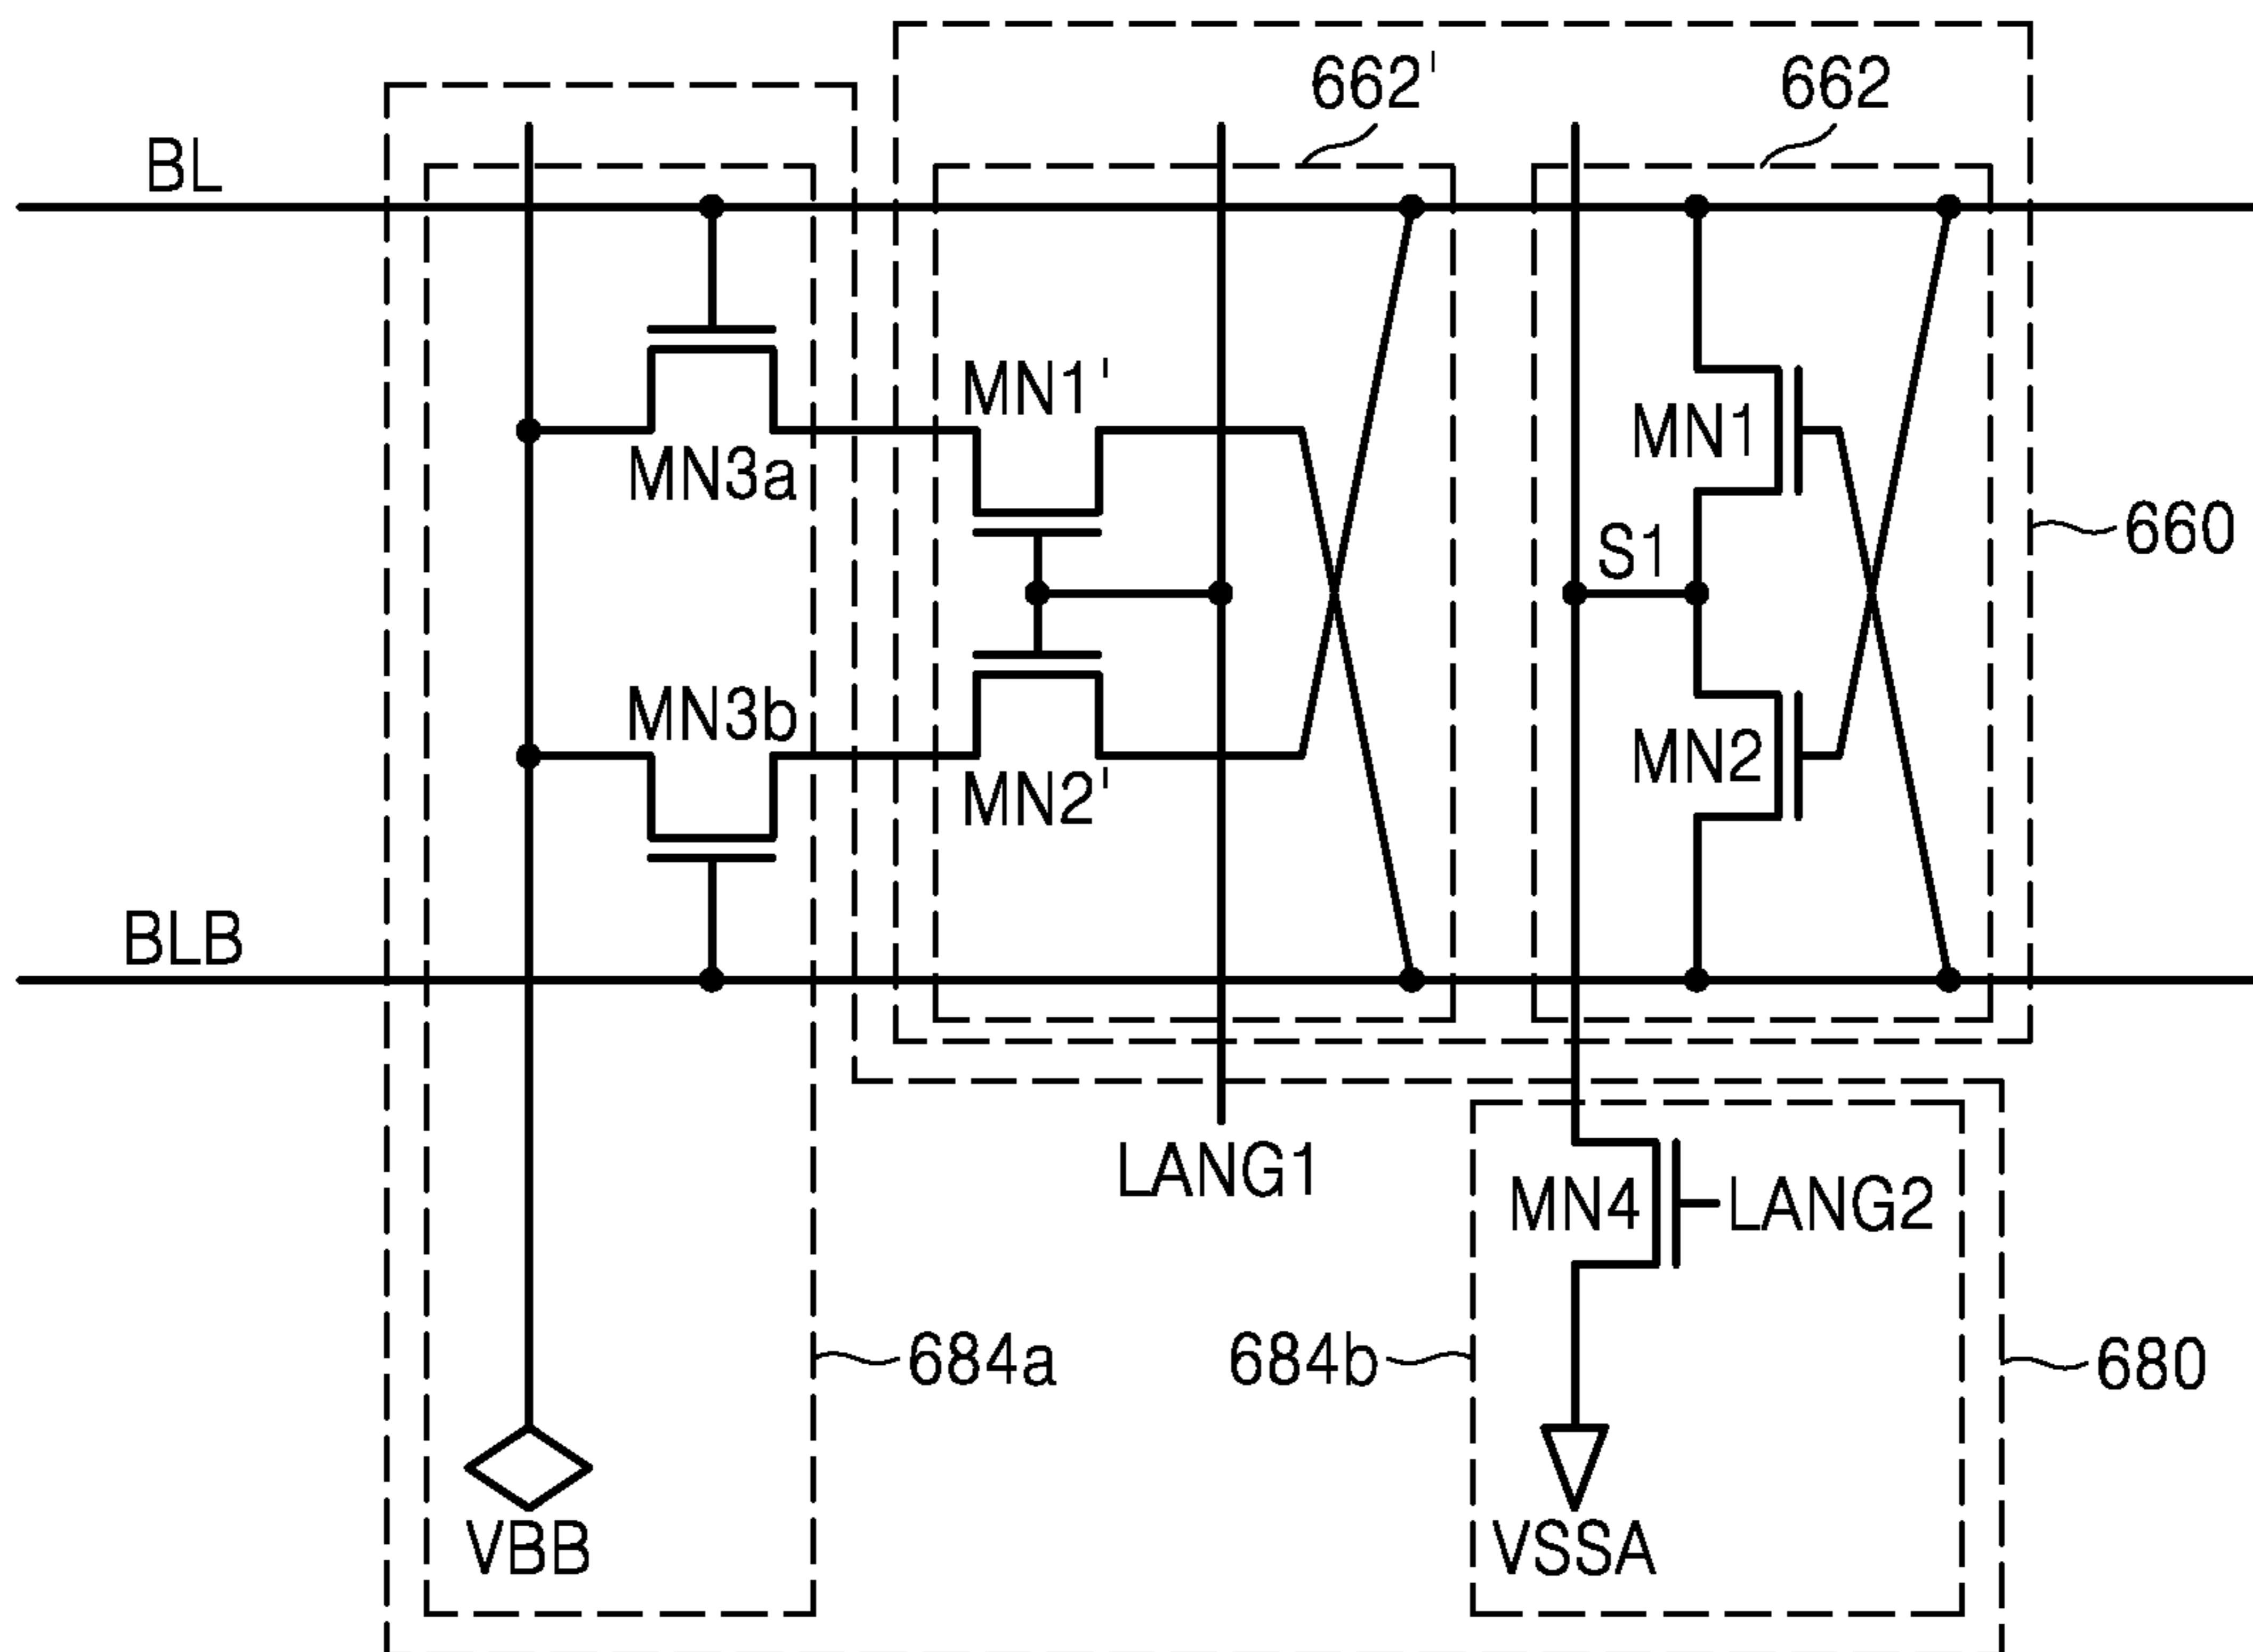 662'
662
BL
MN1'
MN1
MN3a
S1
660
MN3b
MN2
MN2'
BLB
LANG1
MN4
LANG2
684a
684b
680
VBB
VSSA